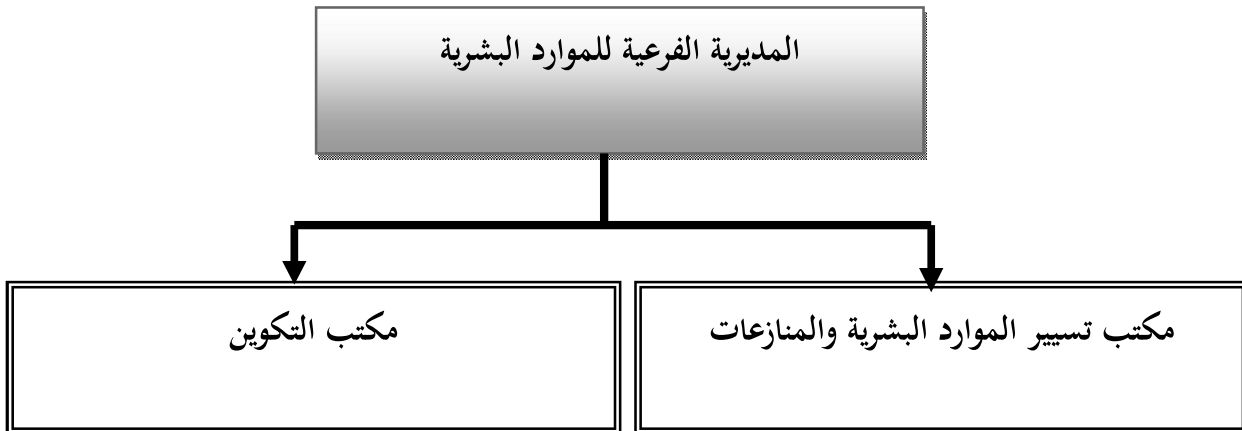 المديرية الفرعية للموارد البشرية
مكتب تسيير الموارد البشرية والمنازعات
مكتب التكوين